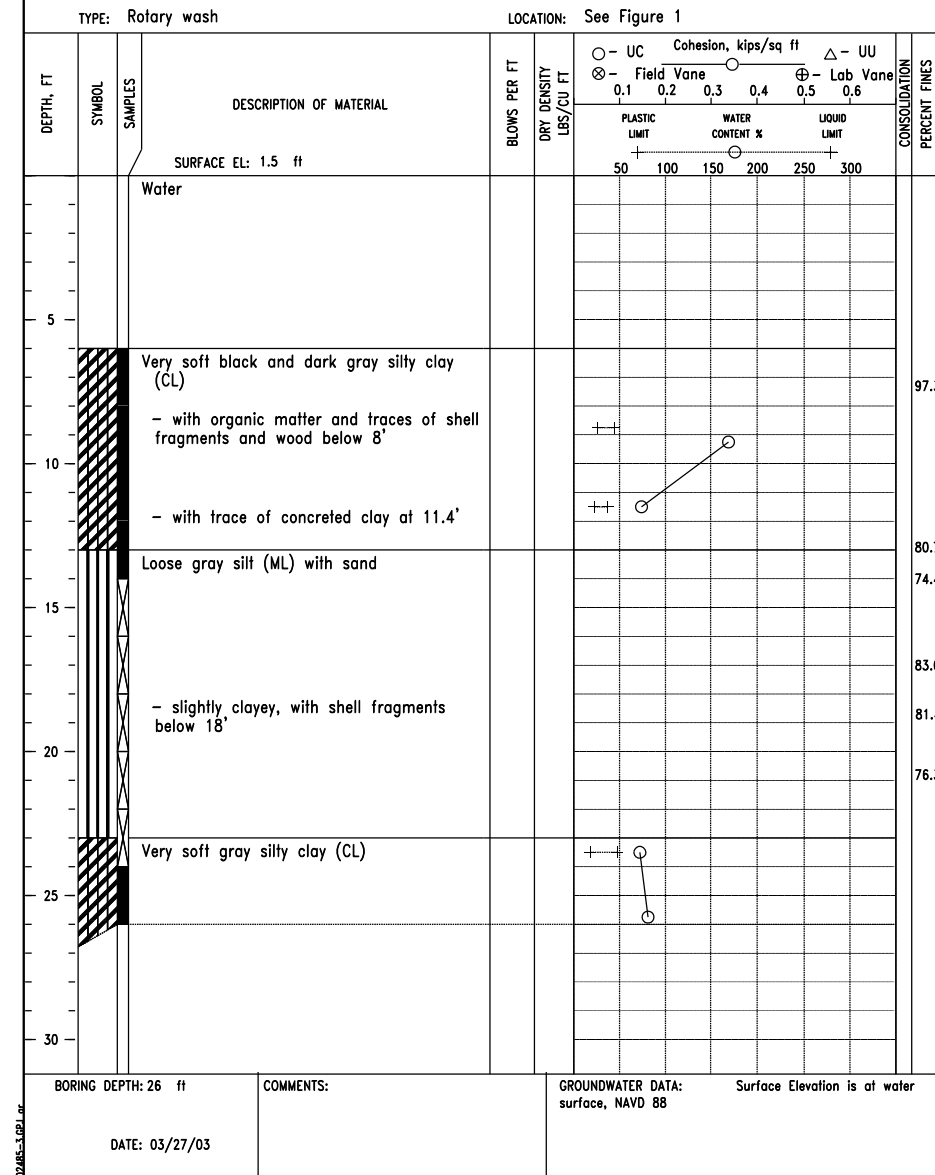 TYPE: Rotary wash LOCATION: See Figure 1
DEPTH, FT
SYMBOL
SAMPLES
DESCRIPTION OF MATERIAL
SURFACE EL: 1.5 ft
BLOWS PER FT
DRY DENSITY
LBS/CU FT
○ - UC Cohesion, kips/sq ft △ - UU
⊗ - Field Vane ⊕ - Lab Vane
0.1 0.2 0.3 0.4 0.5 0.6
PLASTIC WATER LIQUID
LIMIT CONTENT % LIMIT
50 100 150 200 250 300
CONSOLIDATION
PERCENT FINES
Water
5
Very soft black and dark gray silty clay
(CL)
97.
- with organic matter and traces of shell
fragments and wood below 8'
10
- with trace of concreted clay at 11.4'
80.
Loose gray silt (ML) with sand
74.
15
83.
- slightly clayey, with shell fragments
below 18'
81.
20
76.
Very soft gray silty clay (CL)
25
30
BORING DEPTH: 26 ft COMMENTS: GROUNDWATER DATA: Surface Elevation is at water
surface, NAVD 88
DATE: 03/27/03